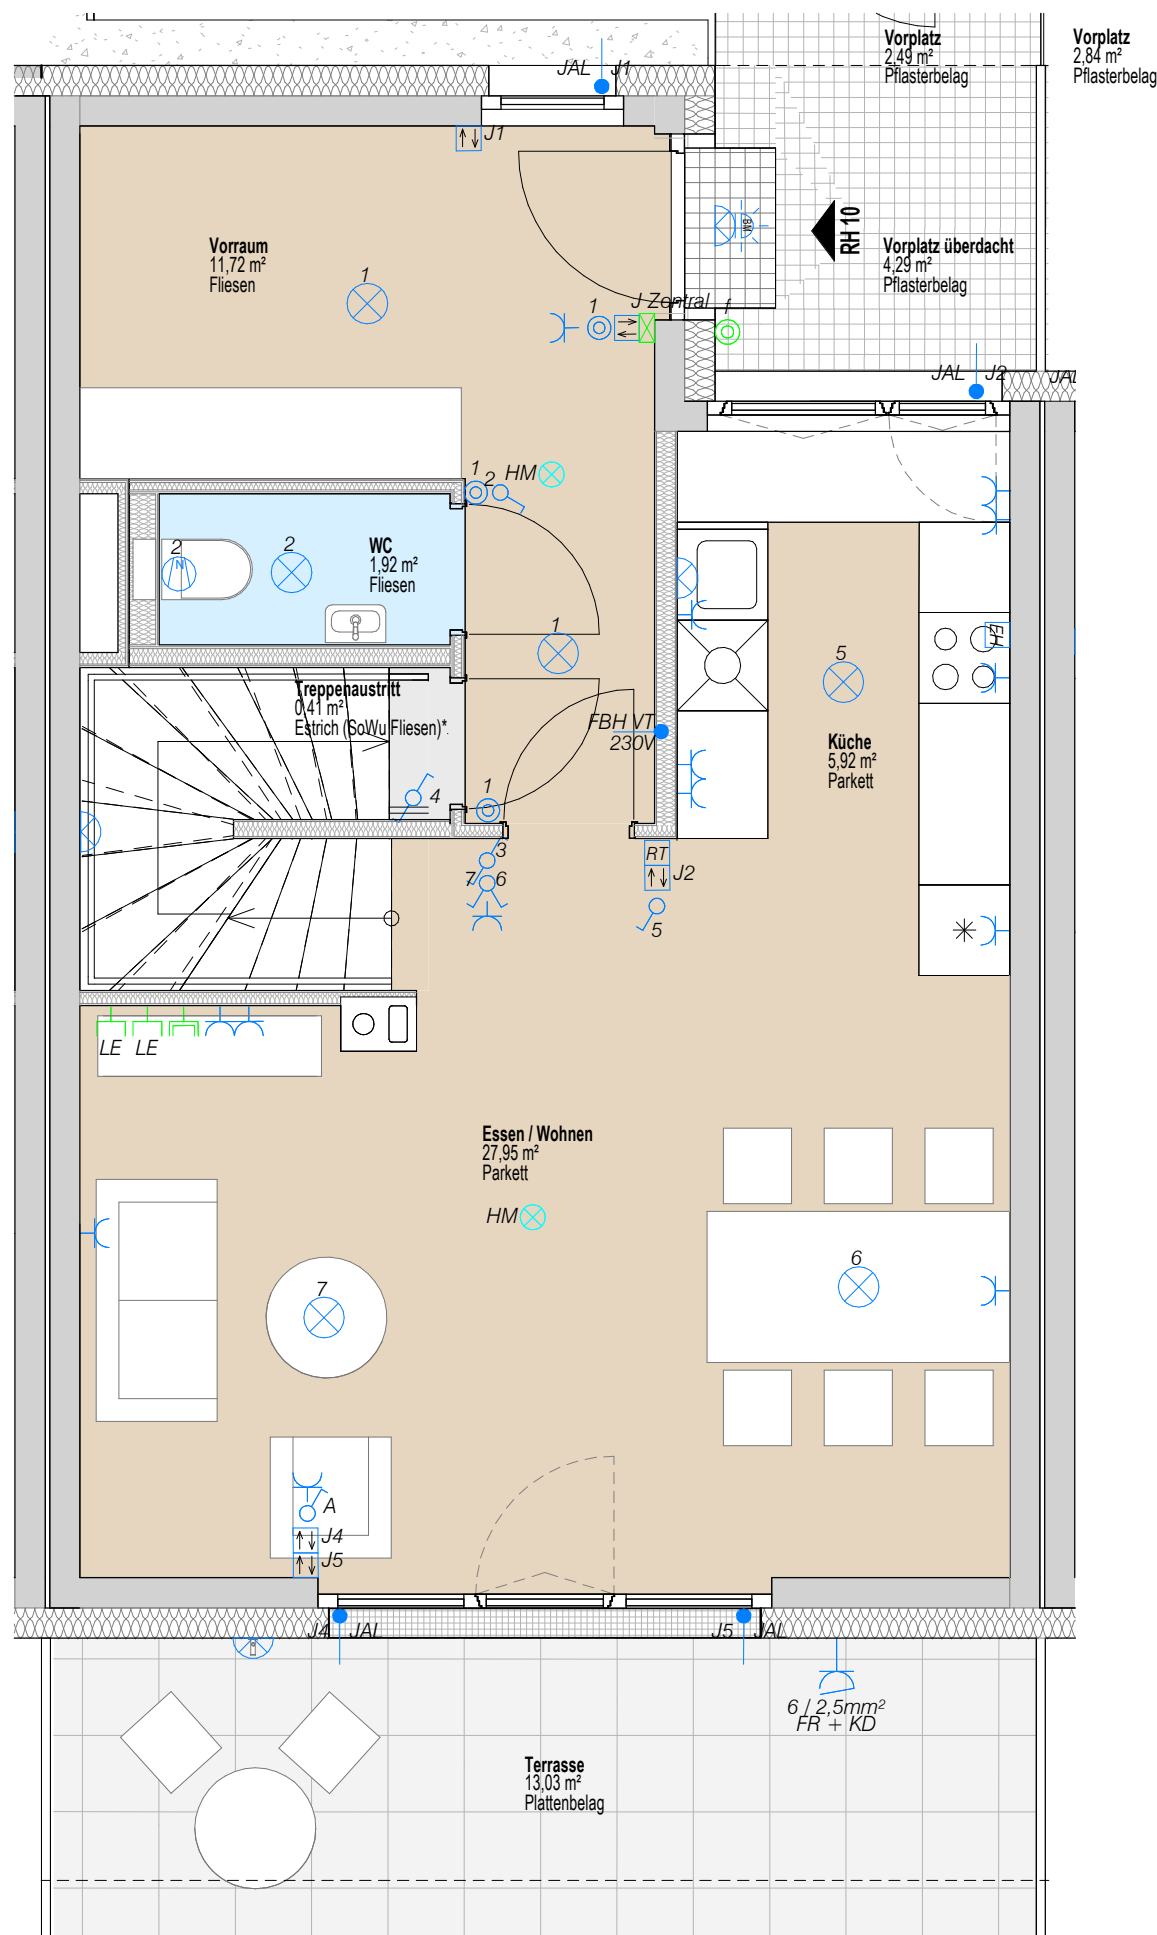 Vorplatz
2,49 m²
Pflasterbelag
Vorplatz
2,84 m²
Pflasterbelag
JAL J1
J1
Vorraum
11,72 m²
Fliesen
1
BM
RH 10
Vorplatz überdacht
4,29 m²
Pflasterbelag
J Zentral
1
f
JAL J2
JAL
1
2
HM
2
N
2
WC
1,92 m²
Fliesen
1
EH
5
Treppenaustritt
0,41 m²
Estrich (SoWu Fliesen)*.
FBH VT
230V
Küche
5,92 m²
Parkett
4
1
3
7 6
RT
J2
5
LE LE
Essen / Wohnen
27,95 m²
Parkett
HM
6
7
A
J4
J5
J4 JAL
J5 JAL
6 / 2,5mm²
FR + KD
Terrasse
13,03 m²
Plattenbelag